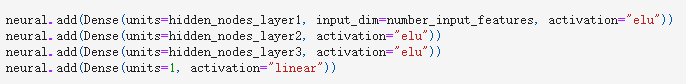 neural.add(Dense(units=hidden_nodes_layer1, input_dim=number_input_features, activation="elu"))
neural.add(Dense(units=hidden_nodes_layer2, activation="elu"))
neural.add(Dense(units=hidden_nodes_layer3, activation="elu"))
neural.add(Dense(units=1, activation="linear"))